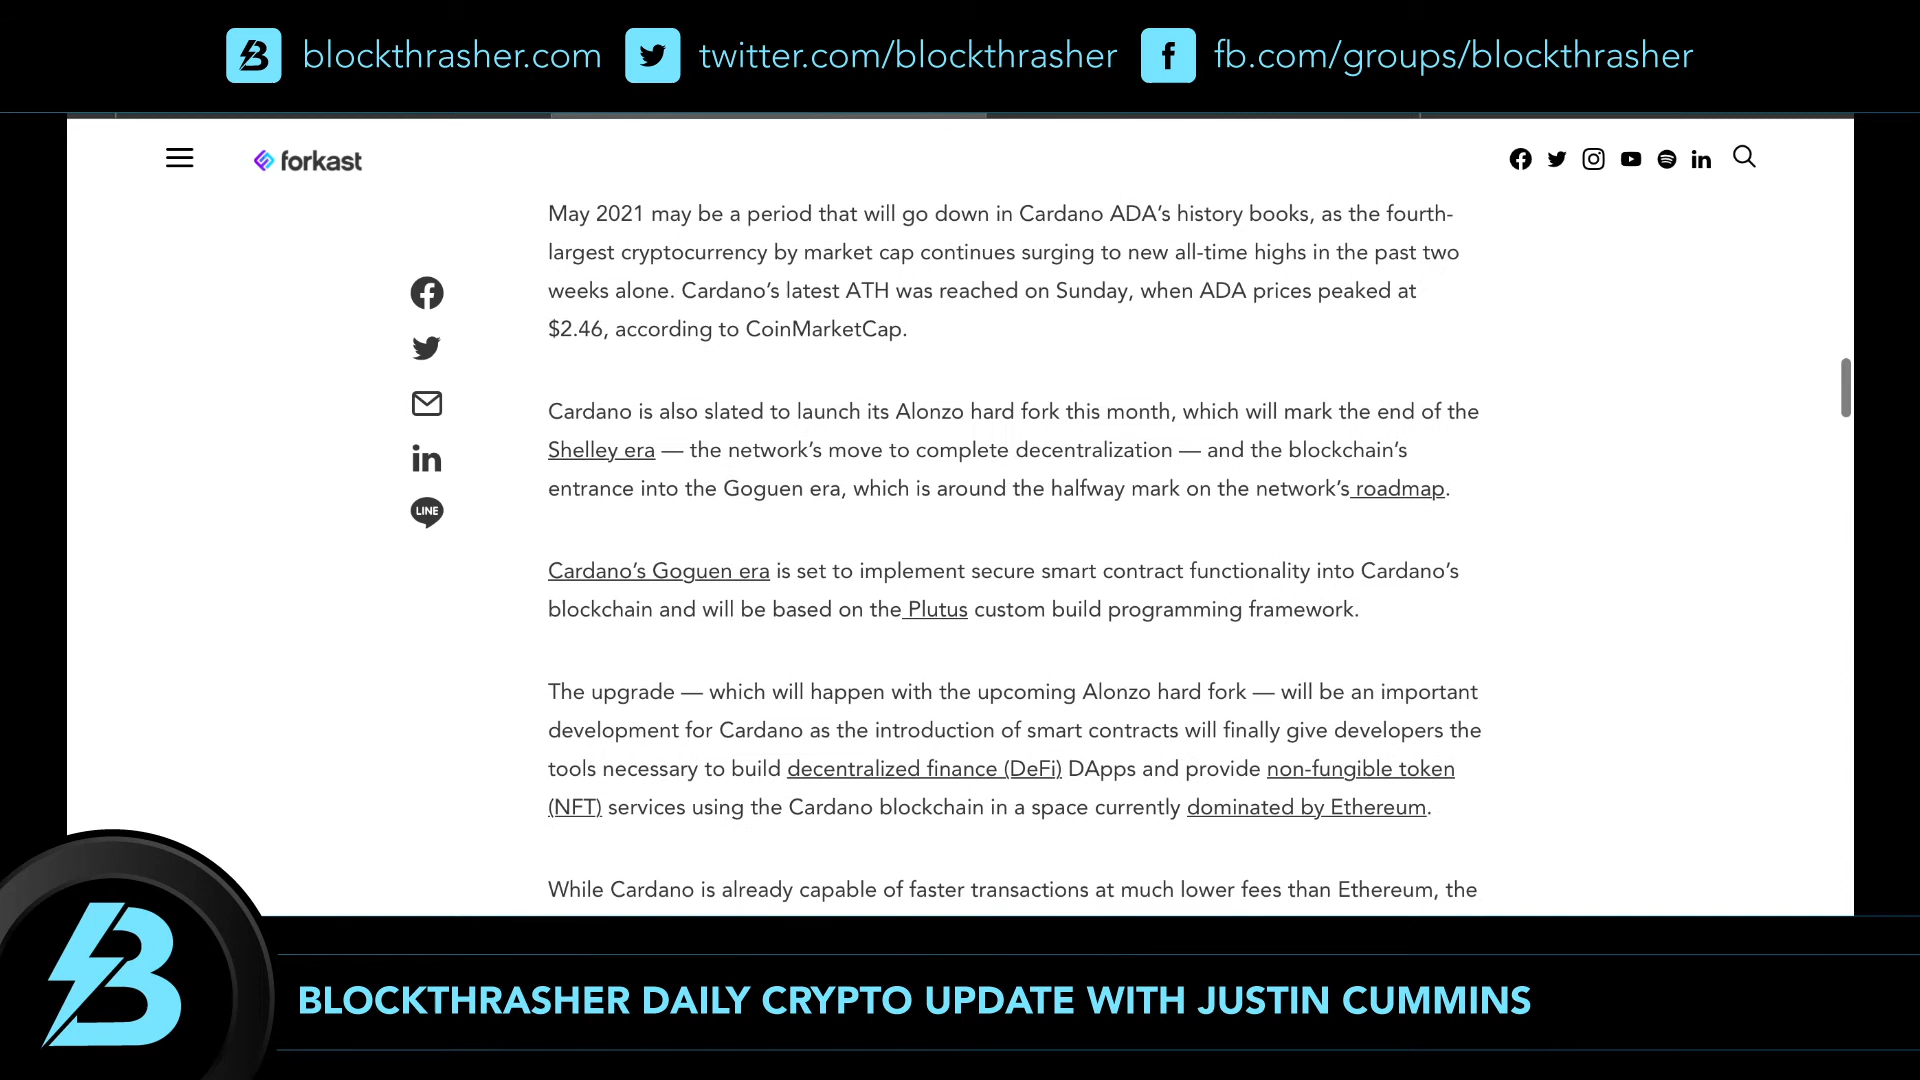 blockthrasher.com twitter.com/blockthrasher fb.com/groups/blockthrasher
forkast
May 2021 may be a period that will go down in Cardano ADA’s history books, as the fourth-
largest cryptocurrency by market cap continues surging to new all-time highs in the past two
weeks alone. Cardano’s latest ATH was reached on Sunday, when ADA prices peaked at
$2.46, according to CoinMarketCap.
Cardano is also slated to launch its Alonzo hard fork this month, which will mark the end of the
Shelley era — the network’s move to complete decentralization — and the blockchain’s
entrance into the Goguen era, which is around the halfway mark on the network’s roadmap.
LINE
Cardano’s Goguen era is set to implement secure smart contract functionality into Cardano’s
blockchain and will be based on the Plutus custom build programming framework.
The upgrade — which will happen with the upcoming Alonzo hard fork — will be an important
development for Cardano as the introduction of smart contracts will finally give developers the
tools necessary to build decentralized finance (DeFi) DApps and provide non-fungible token
(NFT) services using the Cardano blockchain in a space currently dominated by Ethereum.
While Cardano is already capable of faster transactions at much lower fees than Ethereum, the
BLOCKTHRASHER DAILY CRYPTO UPDATE WITH JUSTIN CUMMINS